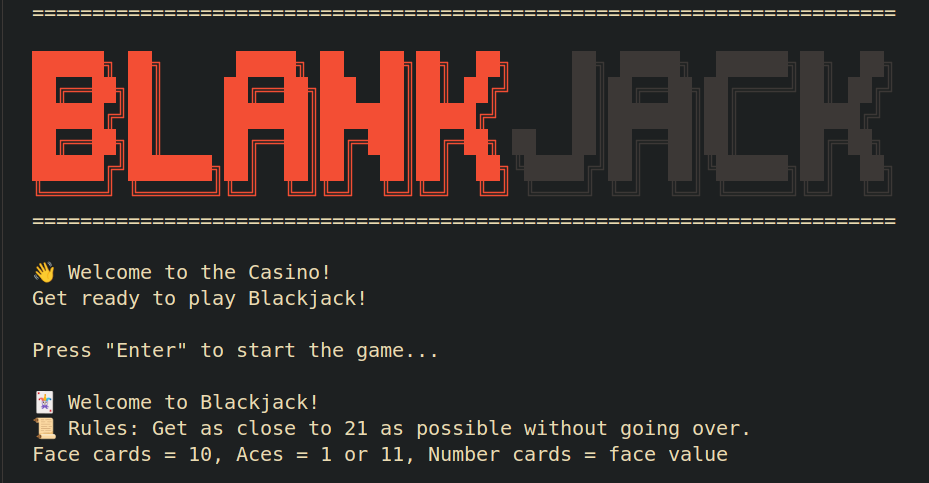 ========================================================================
BLANKJACK
========================================================================
👋 Welcome to the Casino!
Get ready to play Blackjack!
Press "Enter" to start the game...
🃏 Welcome to Blackjack!
📜 Rules: Get as close to 21 as possible without going over.
Face cards = 10, Aces = 1 or 11, Number cards = face value